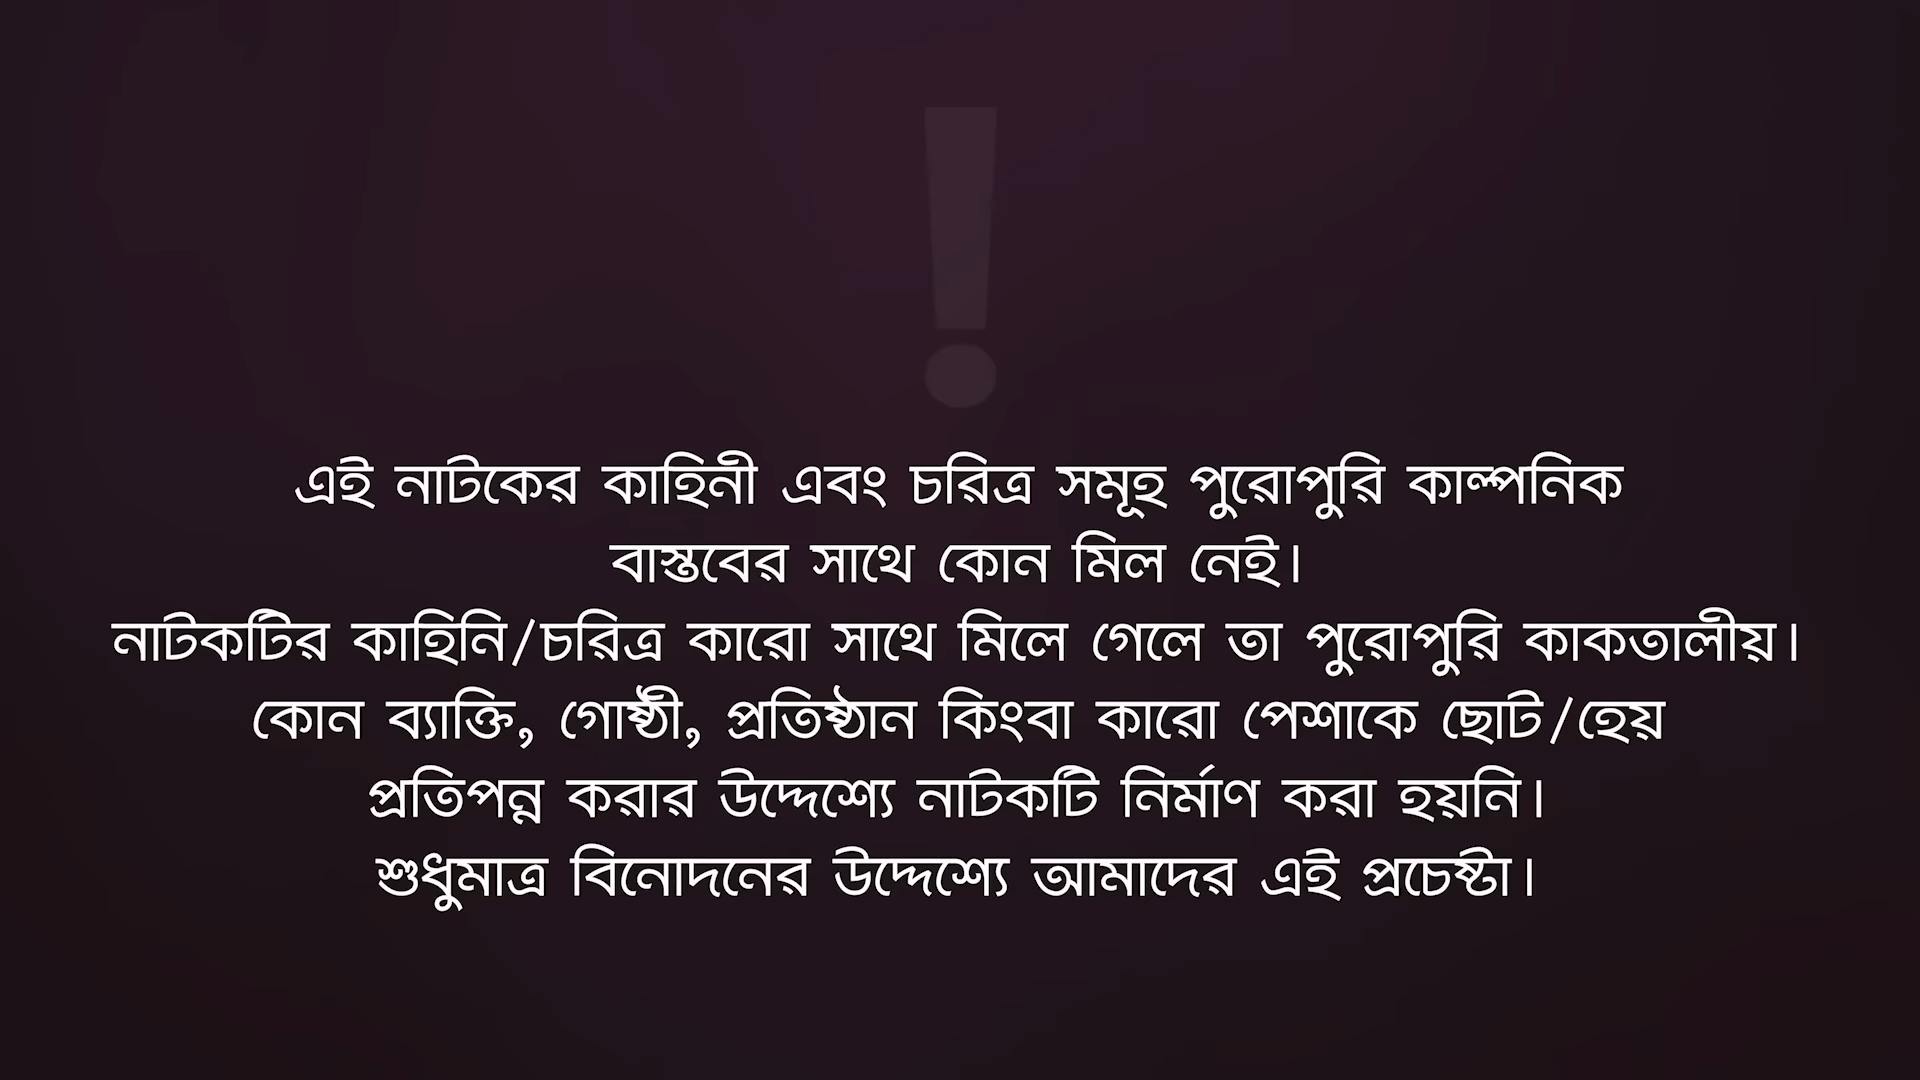 এই নাটকের কাহিনী এবং চরিত্র সমূহ পুরোপুরি কাল্পনিক
বাস্তবের সাথে কোন মিল নেই।
নাটকটির কাহিনি/চরিত্র কারো সাথে মিলে গেলে তা পুরোপুরি কাকতালীয়।
কোন ব্যাক্তি, গোষ্ঠী, প্রতিষ্ঠান কিংবা কারো পেশাকে ছোট/হেয়
প্রতিপন্ন করার উদ্দেশ্যে নাটকটি নির্মাণ করা হয়নি।
শুধুমাত্র বিনোদনের উদ্দেশ্যে আমাদের এই প্রচেষ্টা।